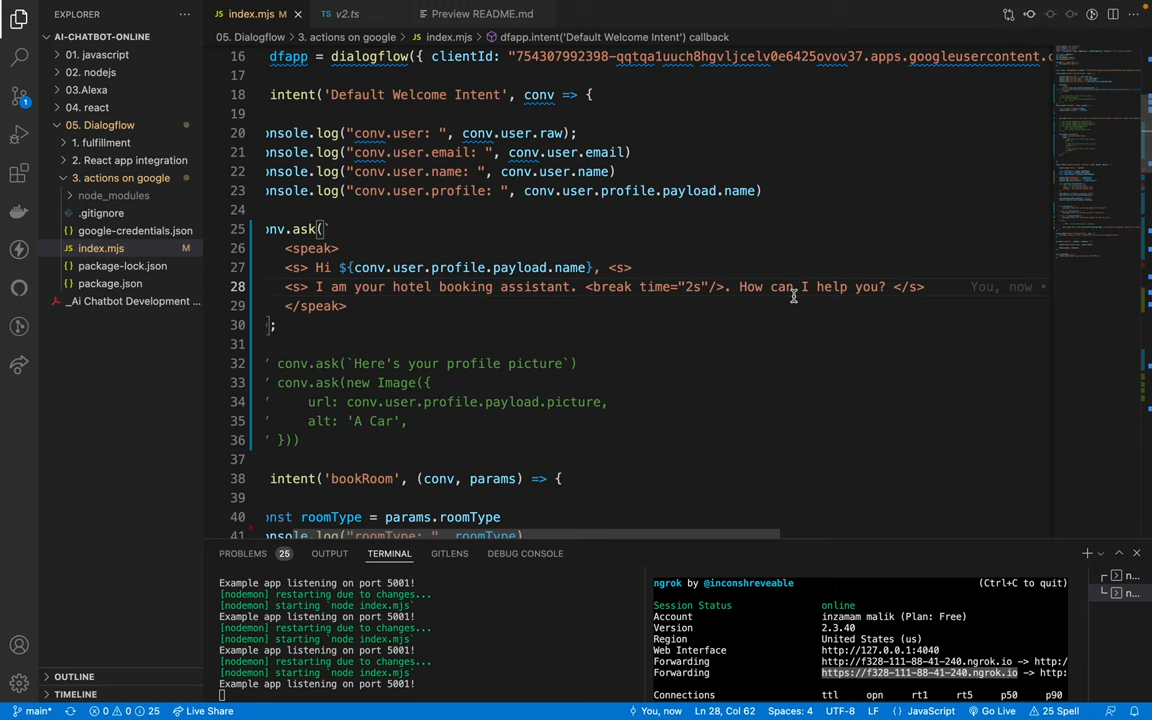 EXPLORER
index.mjs M
v2.ts
Preview README.md
AI-CHATBOT-ONLINE
05. Dialogflow > 3. actions on google > index.mjs > dfapp.intent('Default Welcome Intent') callback
01. javascript
02. nodejs
03.Alexa
04. react
05. Dialogflow
1. fulfillment
2. React app integration
3. actions on google
node_modules
.gitignore
google-credentials.json
index.mjs M
package-lock.json
package.json
_Ai Chatbot Development ...
16 dfapp = dialogflow({ clientId: "754307992398-qqtqa1uuch8hgvljcelv0e6425ovov37.apps.googleusercontent.c
17
18 intent('Default Welcome Intent', conv => {
19
20 onsole.log("conv.user: ", conv.user.raw);
21 onsole.log("conv.user.email: ", conv.user.email)
22 onsole.log("conv.user.name: ", conv.user.name)
23 onsole.log("conv.user.profile: ", conv.user.profile.payload.name)
24
25 onv.ask(`
26 <speak>
27 <s> Hi ${conv.user.profile.payload.name}, <s>
28 <s> I am your hotel booking assistant. <break time="2s"/>. How can I help you? </s> You, now •
29 </speak>
30 );
31
32 / conv.ask(`Here's your profile picture`)
33 / conv.ask(new Image({
34 / url: conv.user.profile.payload.picture,
35 / alt: 'A Car',
36 / }))
37
38 intent('bookRoom', (conv, params) => {
39
40 onst roomType = params.roomType
41 onsole.log("roomType: ", roomType)
PROBLEMS 25 OUTPUT TERMINAL GITLENS DEBUG CONSOLE
Example app listening on port 5001!
[nodemon] restarting due to changes...
[nodemon] starting `node index.mjs`
Example app listening on port 5001!
[nodemon] restarting due to changes...
[nodemon] starting `node index.mjs`
Example app listening on port 5001!
[nodemon] restarting due to changes...
[nodemon] starting `node index.mjs`
Example app listening on port 5001!
ngrok by @inconshreveable (Ctrl+C to quit)
Session Status online
Account inzamam malik (Plan: Free)
Version 2.3.40
Region United States (us)
Web Interface http://127.0.0.1:4040
Forwarding http://f328-111-88-41-240.ngrok.io -> http:/
Forwarding https://f328-111-88-41-240.ngrok.io -> http:
Connections ttl opn rt1 rt5 p50 p90
n...
n...
OUTLINE
TIMELINE
main* 0 0 25 Live Share You, now Ln 28, Col 62 Spaces: 4 UTF-8 LF JavaScript Go Live 25 Spell